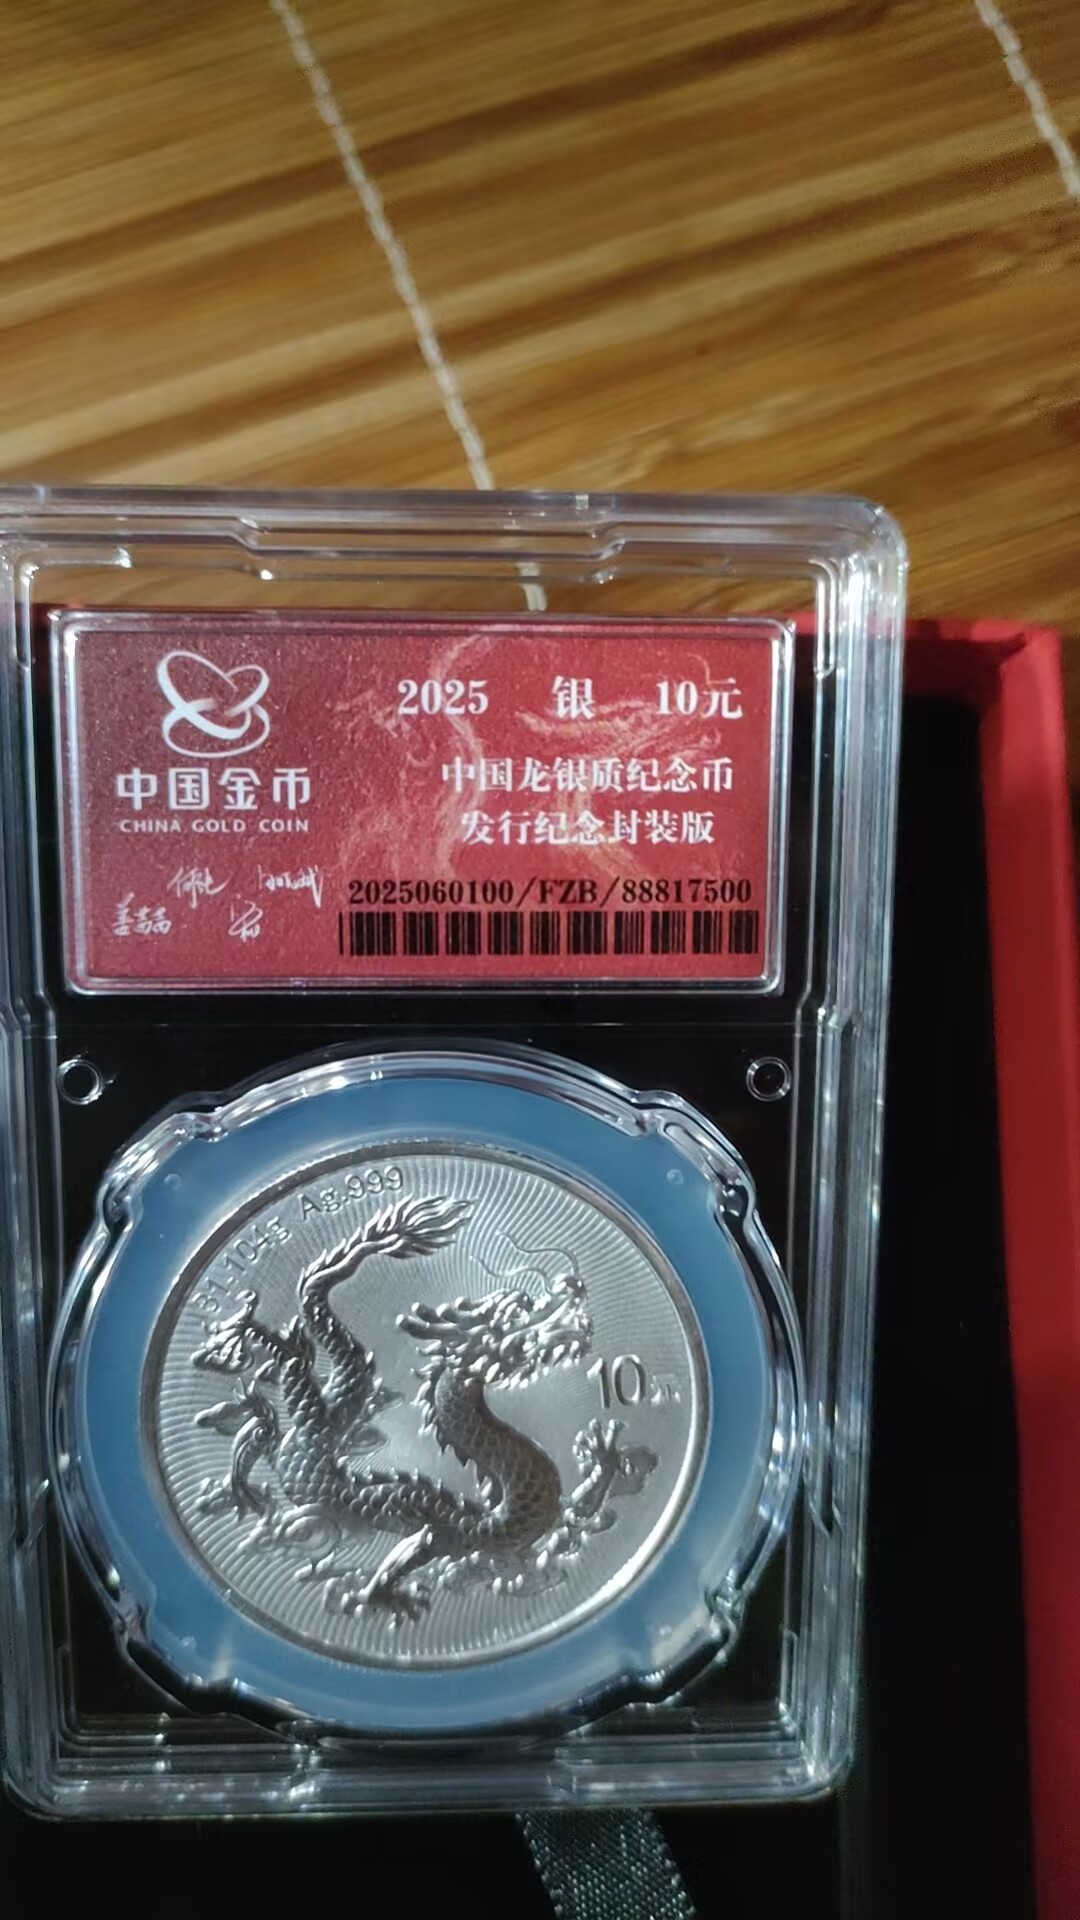 2025 银 10元
中国金币
CHINA GOLD COIN
中国龙银质纪念币
发行纪念封装版
2025060100/FZB/88817500
31.104g Ag.999
10元